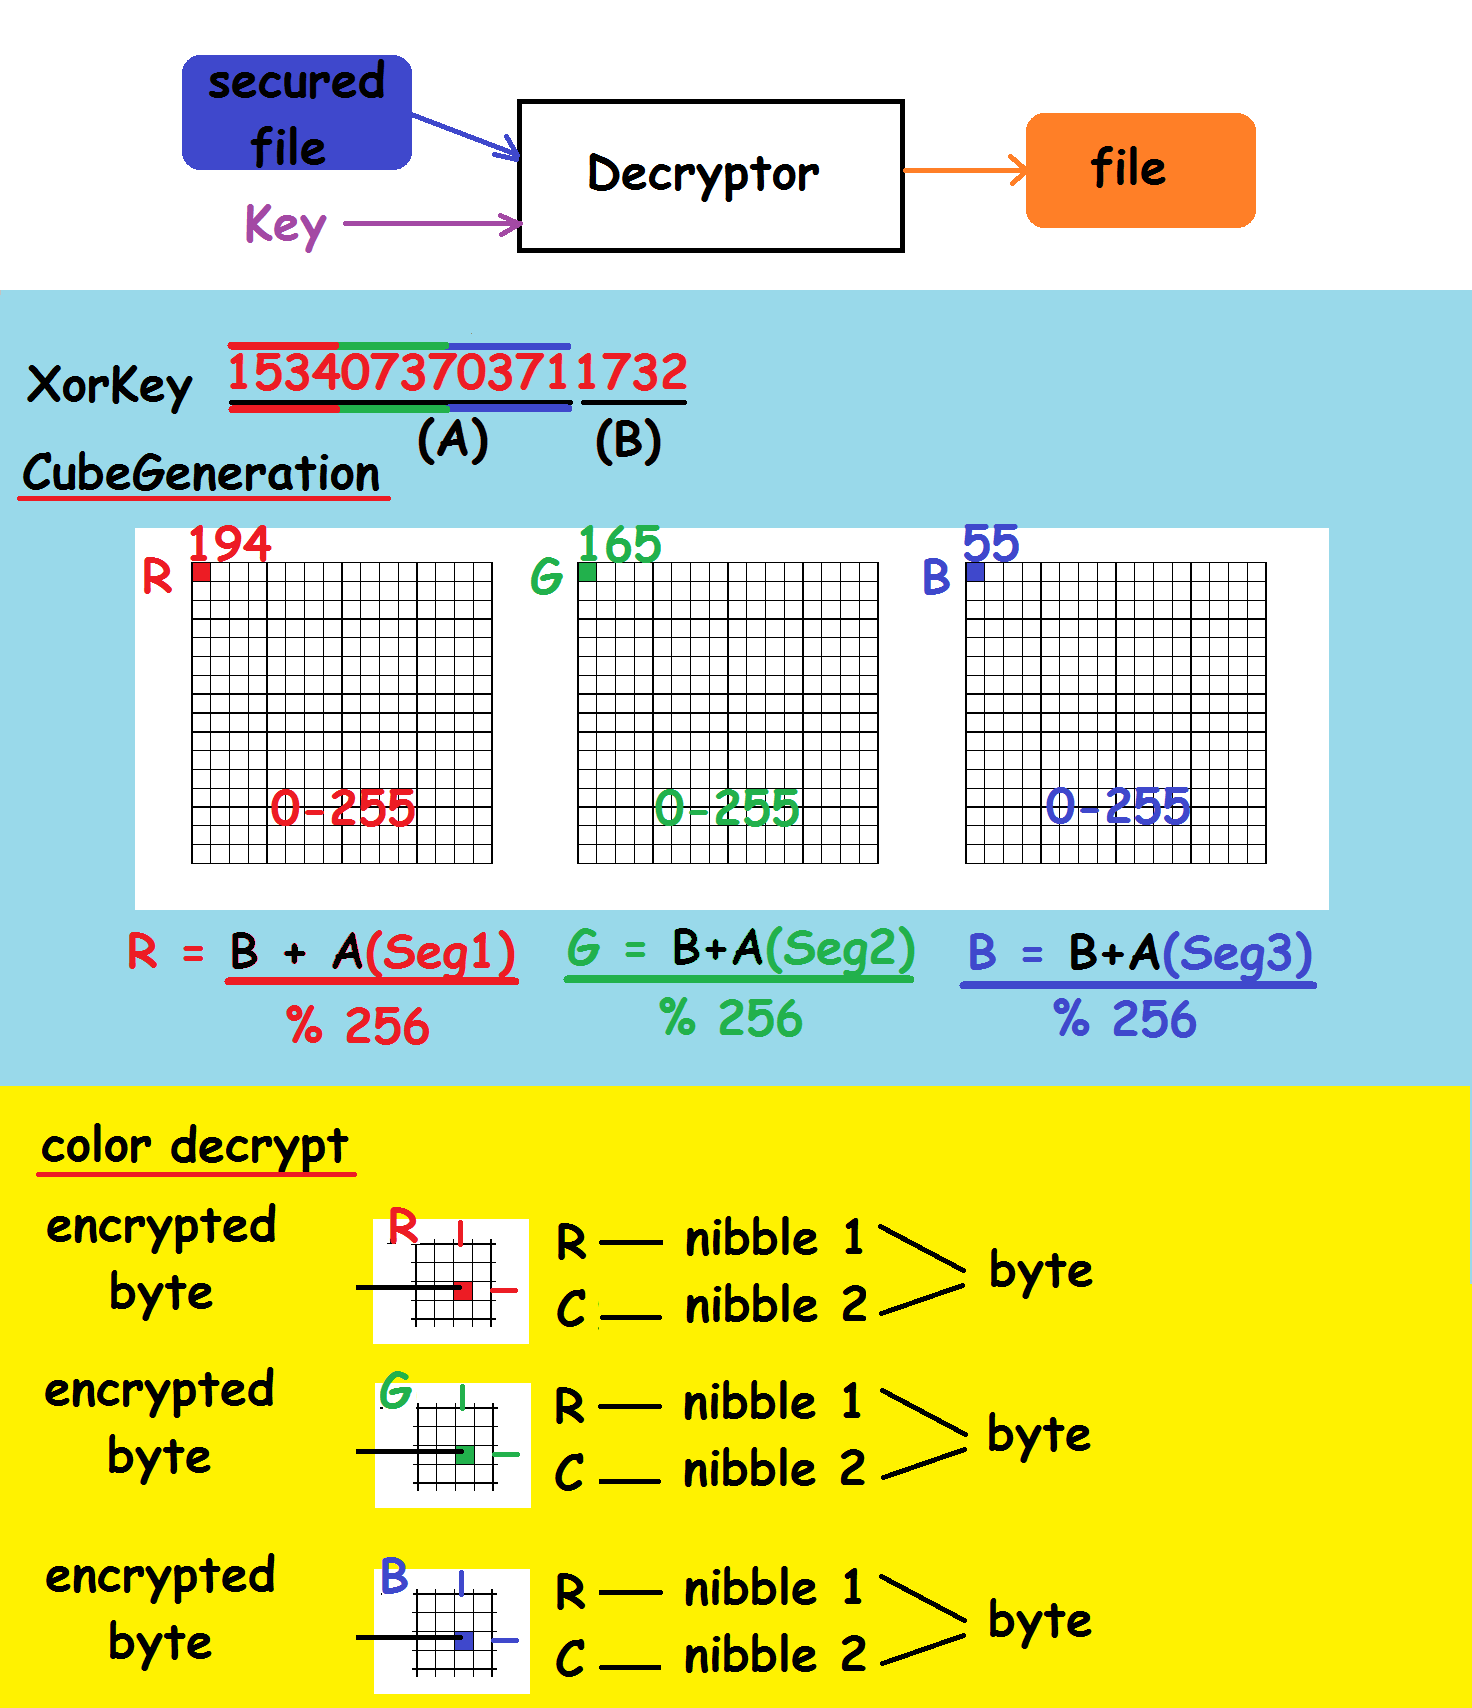 secured
file
Decryptor
file
Key
XorKey 1534073703711732
(A) (B)
CubeGeneration
194 165 55
R G B
0-255 0-255 0-255
R = B + A(Seg1) G = B+A(Seg2) B = B+A(Seg3)
% 256 % 256 % 256
color decrypt
encrypted
byte
R
R nibble 1
C nibble 2
byte
encrypted
byte
G
R nibble 1
C nibble 2
byte
encrypted
byte
B
R nibble 1
C nibble 2
byte